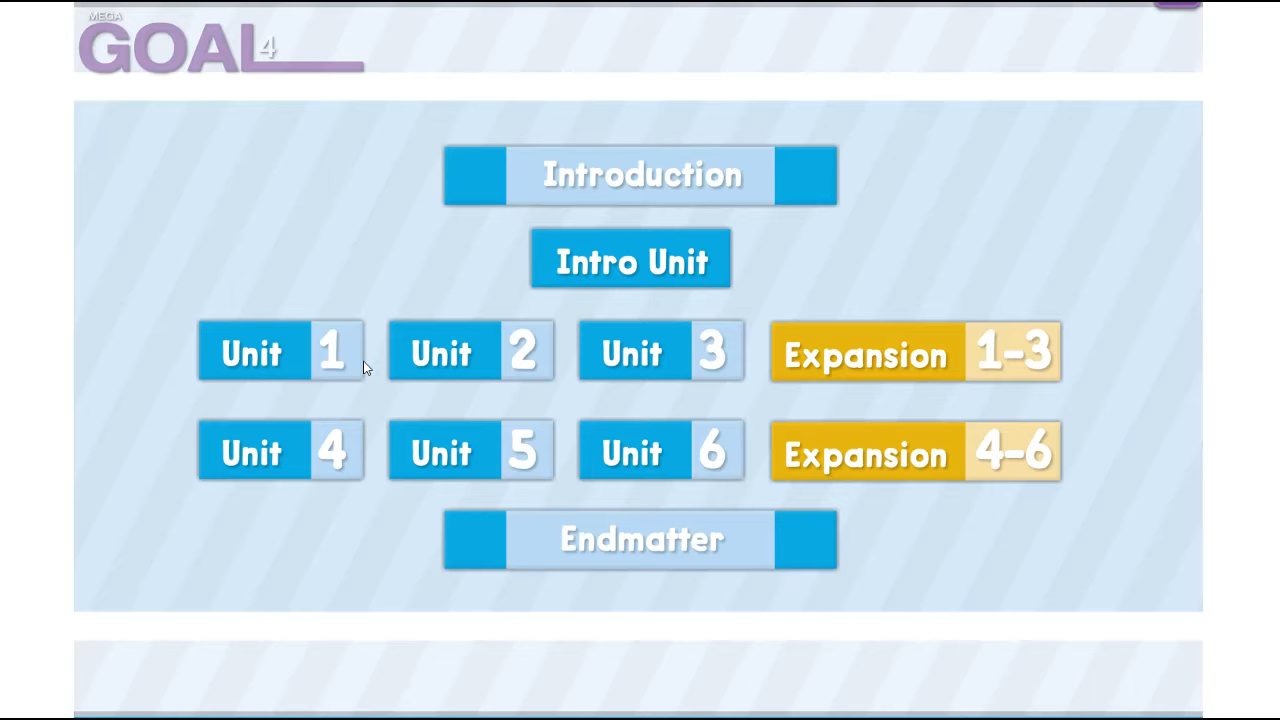 MEGA
GOAL 4
Introduction
Intro Unit
Unit 1 Unit 2 Unit 3 Expansion 1-3
Unit 4 Unit 5 Unit 6 Expansion 4-6
Endmatter